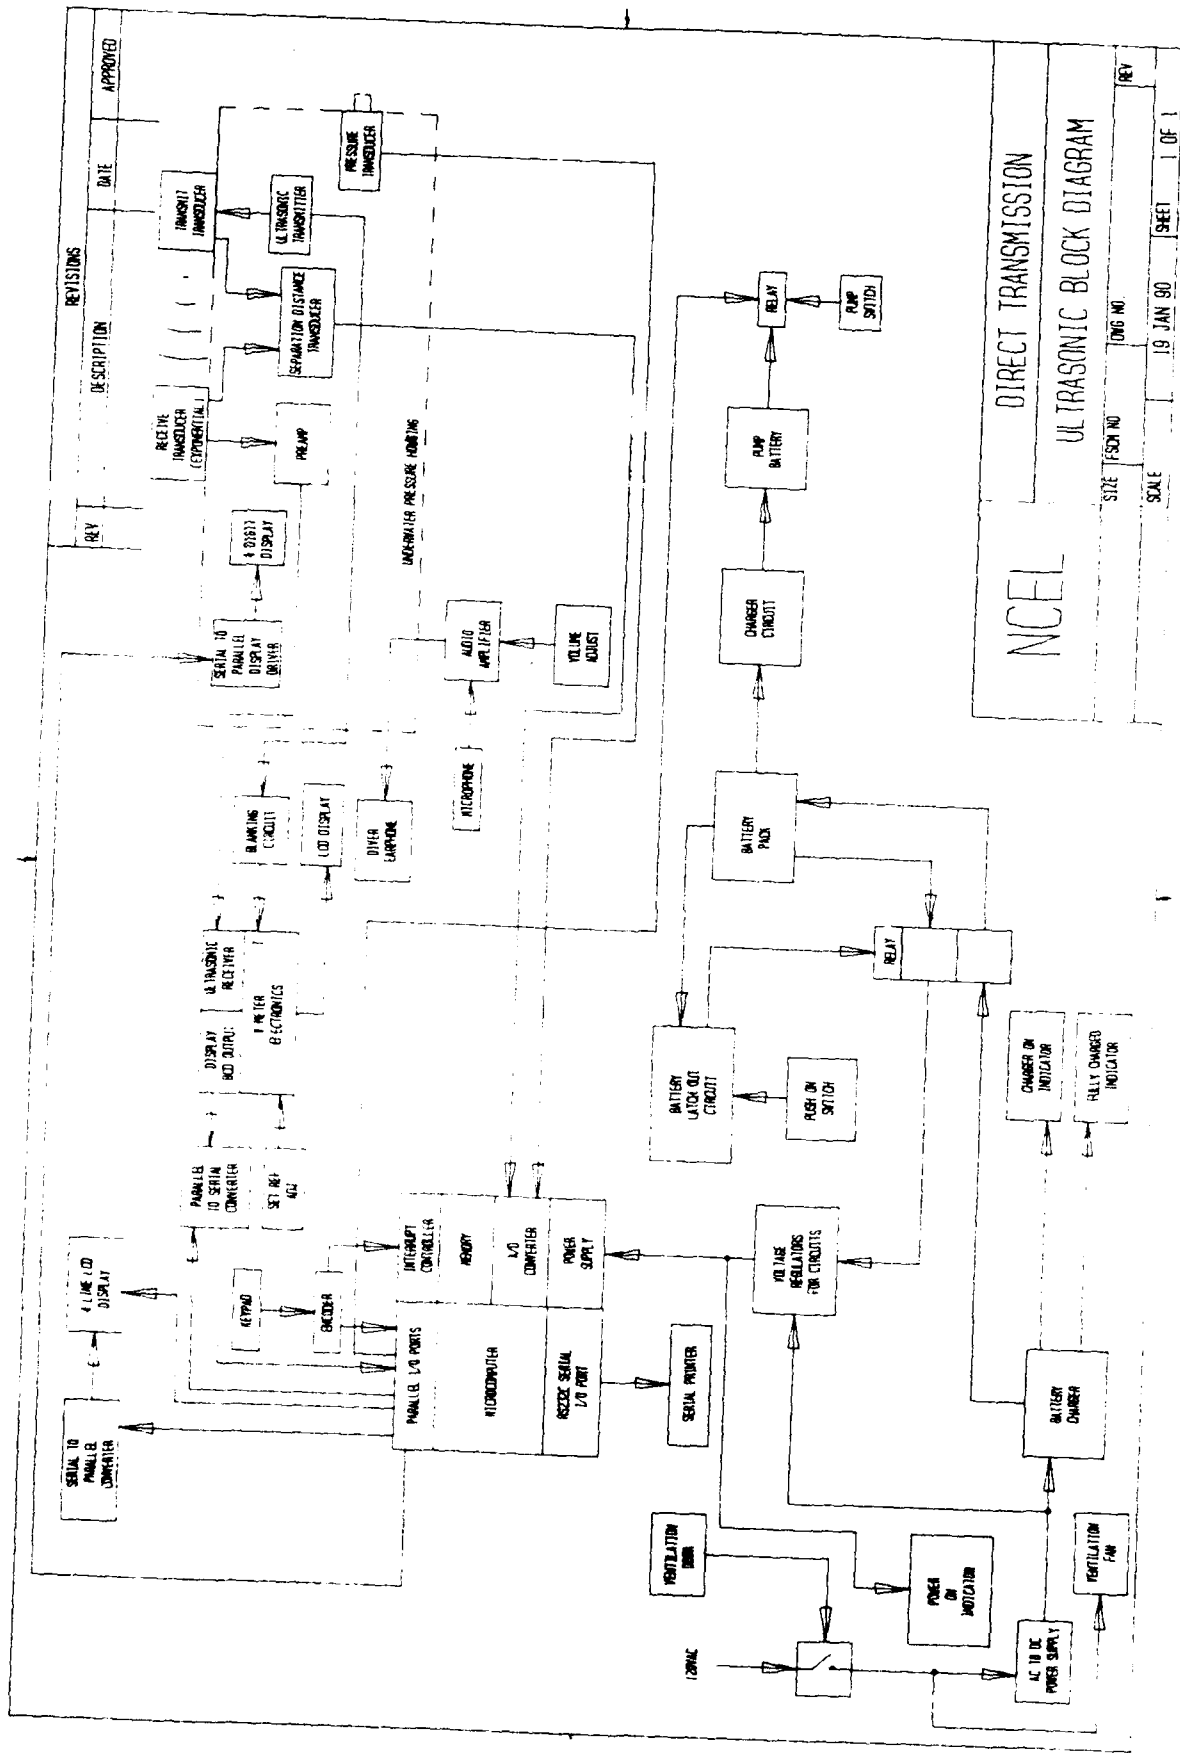 REVISIONS
REV
DESCRIPTION
DATE
APPROVED
SERIAL TO
PARALLEL
CONVERTER
4 LINE LCD
DISPLAY
PARALLEL
TO SERIAL
CONVERTER
DISPLAY
BCD OUTPUT
ULTRASONIC
RECEIVER
V METER
ELECTRONICS
SET REF
ADJ
BLANKING
CIRCUIT
LCD DISPLAY
SERIAL TO
PARALLEL
DISPLAY
DRIVER
4 DIGIT
DISPLAY
RECEIVE
TRANSDUCER
(EXPONENTIAL)
PREAMP
TRANSMIT
TRANSDUCER
SEPARATION DISTANCE
TRANSDUCER
ULTRASONIC
TRANSMITTER
PRESSURE
TRANSDUCER
UNDERWATER PRESSURE HOUSING
KEYPAD
ENCODER
DIVER
EARPHONE
MICROPHONE
AUDIO
AMPLIFIER
VOLUME
ADJUST
PARALLEL I/O PORTS
INTERRUPT
CONTROLLER
MICROCOMPUTER
MEMORY
A/D
CONVERTER
RS232C SERIAL
I/O PORT
POWER
SUPPLY
SERIAL PRINTER
VENTILATION
DOOR
120VAC
POWER
ON
INDICATOR
VOLTAGE
REGULATORS
FOR CIRCUITS
BATTERY
LATCH OUT
CIRCUIT
PUSH ON
SWITCH
BATTERY
PACK
CHARGER
CIRCUIT
PUMP
BATTERY
RELAY
PUMP
SWITCH
RELAY
AC TO DC
POWER SUPPLY
BATTERY
CHARGER
CHARGER ON
INDICATOR
FULLY CHARGED
INDICATOR
VENTILATION
FAN
NCEL
DIRECT TRANSMISSION
ULTRASONIC BLOCK DIAGRAM
SIZE
FSCM NO
DWG NO.
REV
SCALE
19 JAN 90
SHEET
1 OF 1